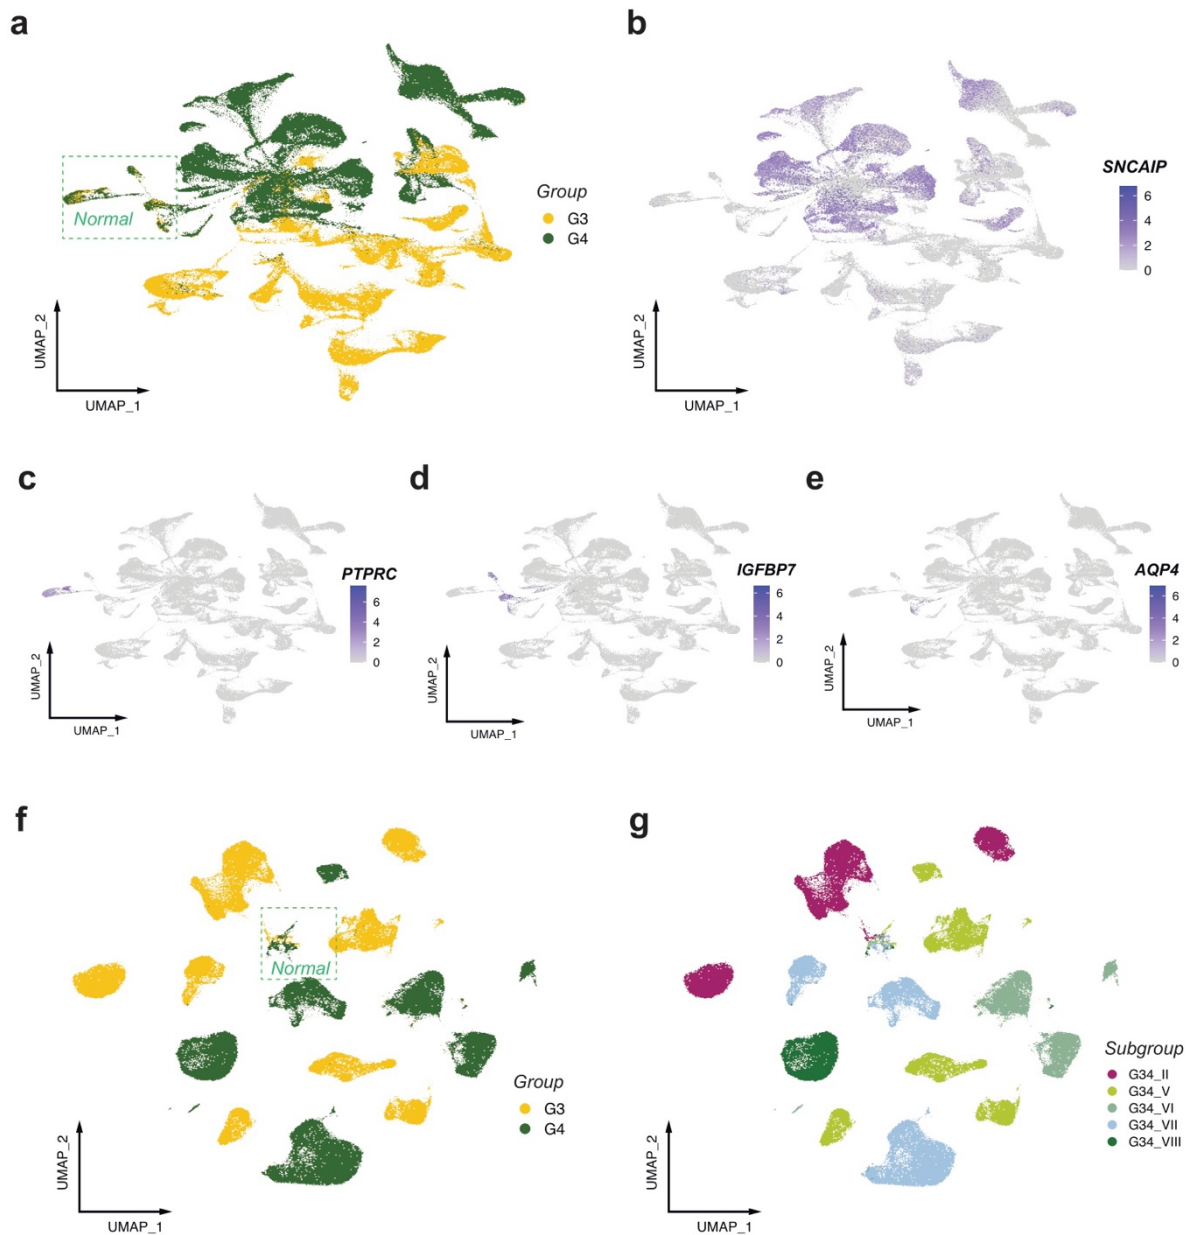 a
Normal
Group
G3
G4
UMAP_2
UMAP_1
b
SNCAIP
6
4
2
0
UMAP_2
UMAP_1
c
PTPRC
6
4
2
0
UMAP_2
UMAP_1
d
IGFBP7
6
4
2
0
UMAP_2
UMAP_1
e
AQP4
6
4
2
0
UMAP_2
UMAP_1
f
Normal
Group
G3
G4
UMAP_2
UMAP_1
g
Subgroup
G34_II
G34_V
G34_VI
G34_VII
G34_VIII
UMAP_2
UMAP_1